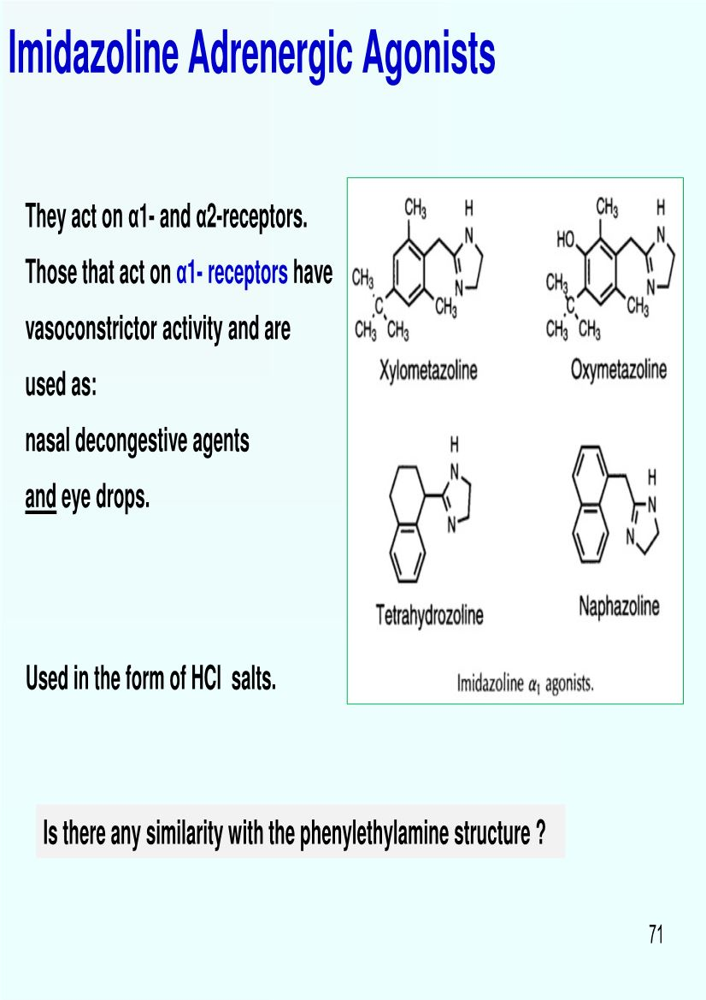 Imidazoline Adrenergic Agonists
They act on α1- and α2-receptors.
Those that act on α1- receptors have
vasoconstrictor activity and are
used as:
nasal decongestive agents
and eye drops.
Used in the form of HCl salts.
CH3 H
N
N
CH3
CH3
C
CH3 CH3
Xylometazoline
CH3 H
HO N
N
CH3
CH3
C
CH3 CH3
Oxymetazoline
H
N
N
Tetrahydrozoline
H
N
N
Naphazoline
Imidazoline α1 agonists.
Is there any similarity with the phenylethylamine structure ?
71